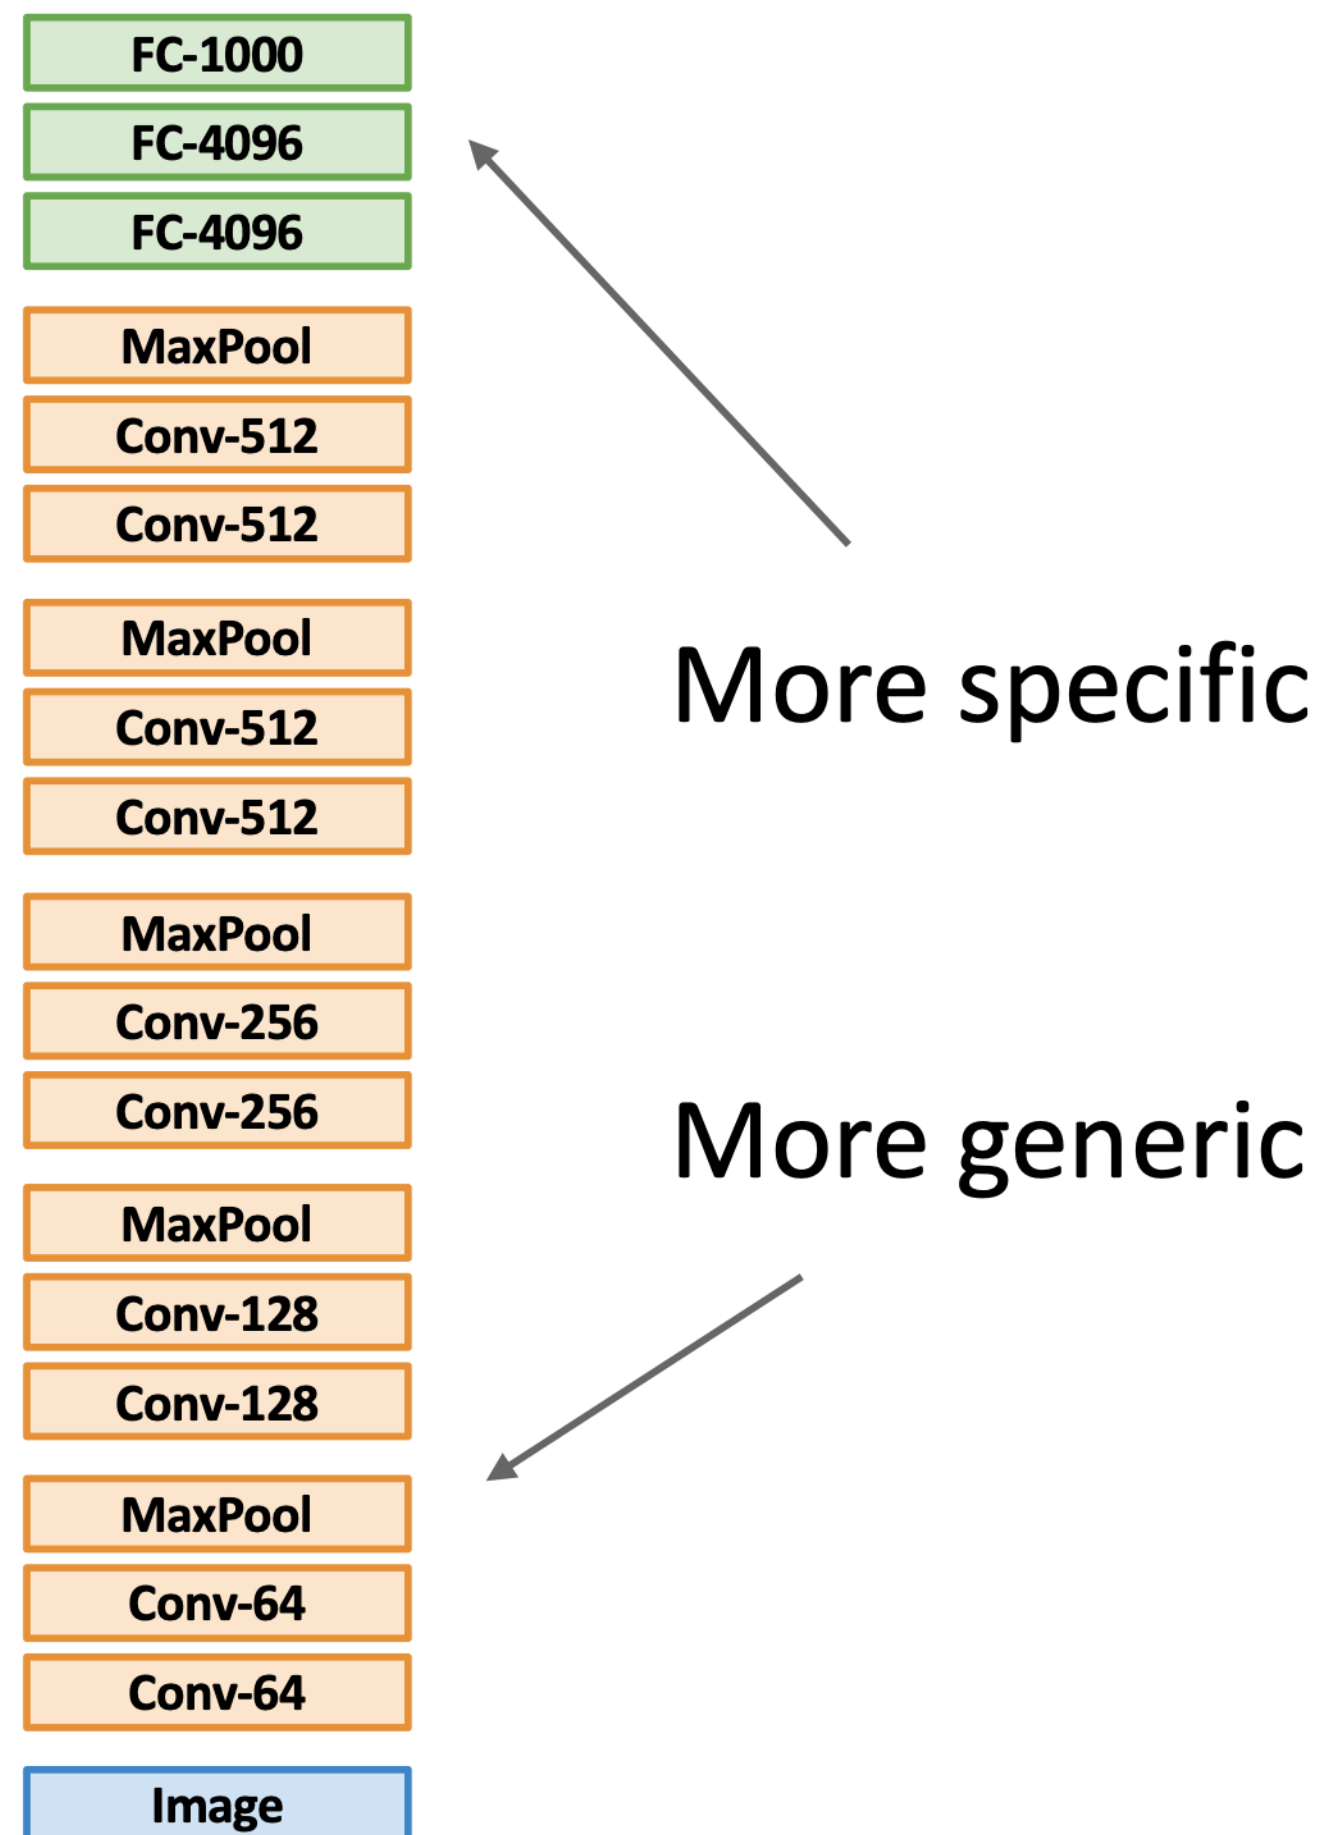 FC-1000
FC-4096
FC-4096
MaxPool
Conv-512
Conv-512
MaxPool
Conv-512
Conv-512
MaxPool
Conv-256
Conv-256
MaxPool
Conv-128
Conv-128
MaxPool
Conv-64
Conv-64
Image
More specific
More generic